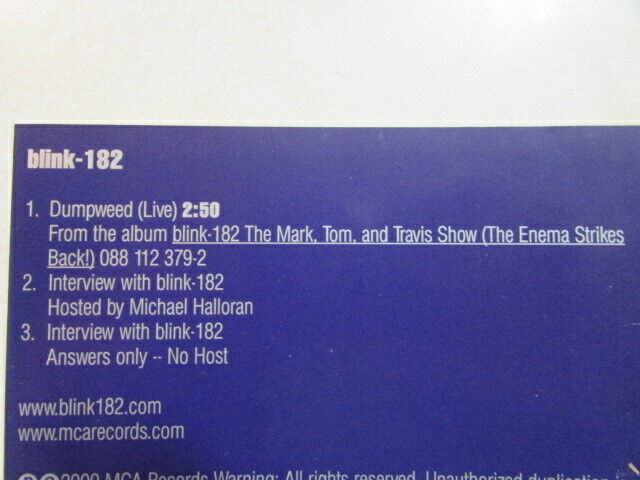 blink-182
1. Dumpweed (Live) 2:50
From the album blink-182 The Mark, Tom, and Travis Show (The Enema Strikes
Back!) 088 112 379-2
2. Interview with blink-182
Hosted by Michael Halloran
3. Interview with blink-182
Answers only -- No Host
www.blink182.com
www.mcarecords.com
℗©2000 MCA Records Warning: All rights reserved. Unauthorized duplication